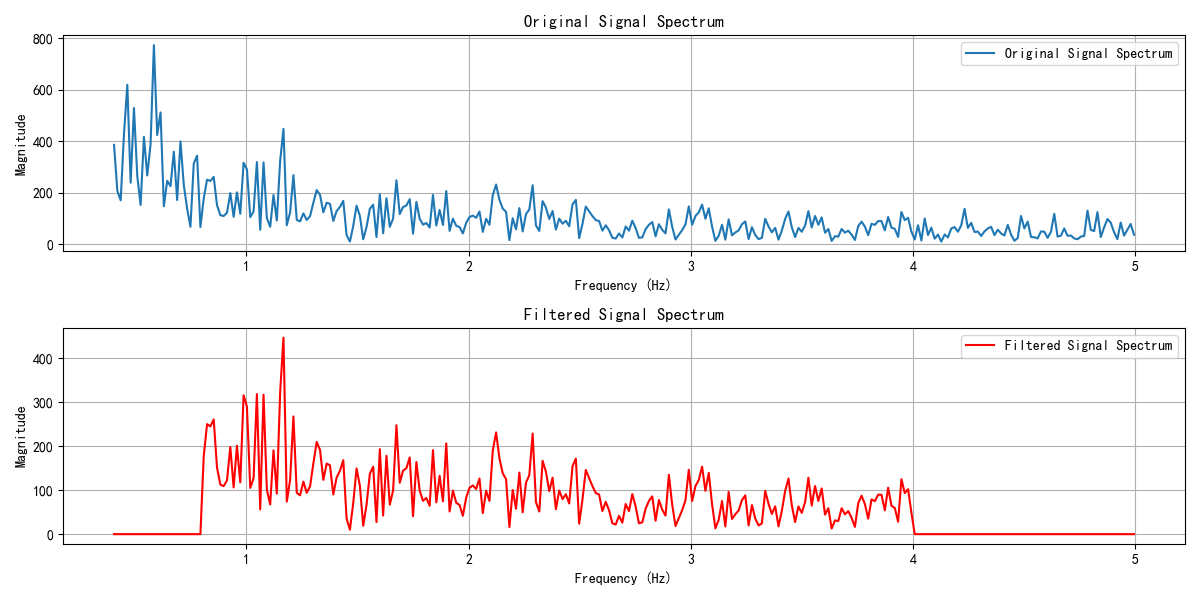 Original Signal Spectrum
800
600
400
200
0
Magnitude
Original Signal Spectrum
1 2 3 4 5
Frequency (Hz)
Filtered Signal Spectrum
400
300
200
100
0
Magnitude
Filtered Signal Spectrum
1 2 3 4 5
Frequency (Hz)